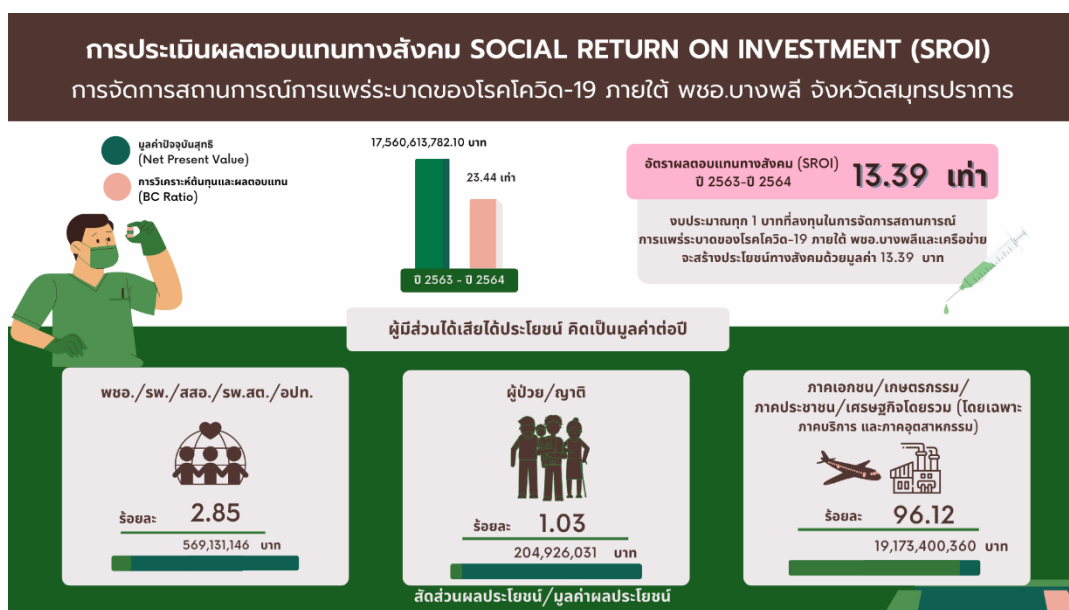 การประเมินผลตอบแทนทางสังคม SOCIAL RETURN ON INVESTMENT (SROI)
การจัดการสถานการณ์การแพร่ระบาดของโรคโควิด-19 ภายใต้ พชอ.บางพลี จังหวัดสมุทรปราการ
มูลค่าปัจจุบันสุทธิ
(Net Present Value)
การวิเคราะห์ต้นทุนและผลตอบแทน
(BC Ratio)
17,560,613,782.10 บาท
23.44 เท่า
ปี 2563 - ปี 2564
อัตราผลตอบแทนทางสังคม (SROI)
ปี 2563-ปี 2564
13.39 เท่า
งบประมาณทุก 1 บาทที่ลงทุนในการจัดการสถานการณ์
การแพร่ระบาดของโรคโควิด-19 ภายใต้ พชอ.บางพลีและเครือข่าย
จะสร้างประโยชน์ทางสังคมด้วยมูลค่า 13.39 บาท
ผู้มีส่วนได้เสียได้ประโยชน์ คิดเป็นมูลค่าต่อปี
พชอ./รพ./สสอ./รพ.สต./อปท.
ร้อยละ 2.85
569,131,146 บาท
ผู้ป่วย/ญาติ
ร้อยละ 1.03
204,926,031 บาท
ภาคเอกชน/เกษตรกรรม/
ภาคประชาชน/เศรษฐกิจโดยรวม (โดยเฉพาะ
ภาคบริการ และภาคอุตสาหกรรม)
ร้อยละ 96.12
19,173,400,360 บาท
สัดส่วนผลประโยชน์/มูลค่าผลประโยชน์